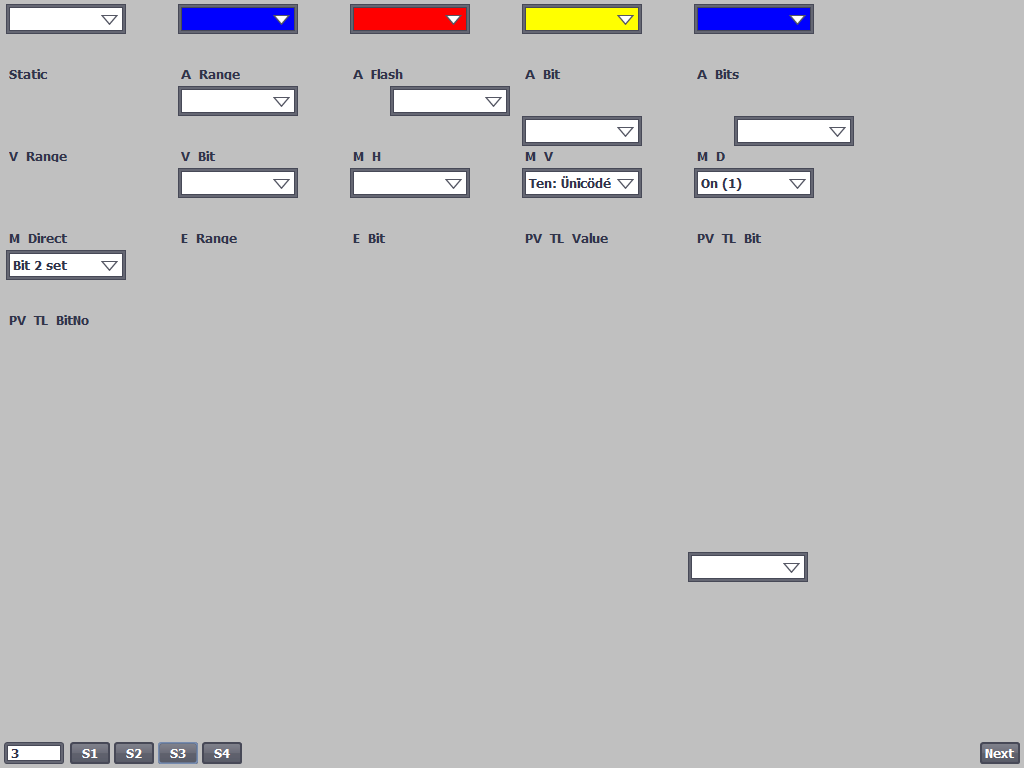 Static A Range A Flash A Bit A Bits
V Range V Bit M H M V M D
Ten: Ünïcödé On (1)
M Direct E Range E Bit PV TL Value PV TL Bit
Bit 2 set
PV TL BitNo
3 S1 S2 S3 S4 Next